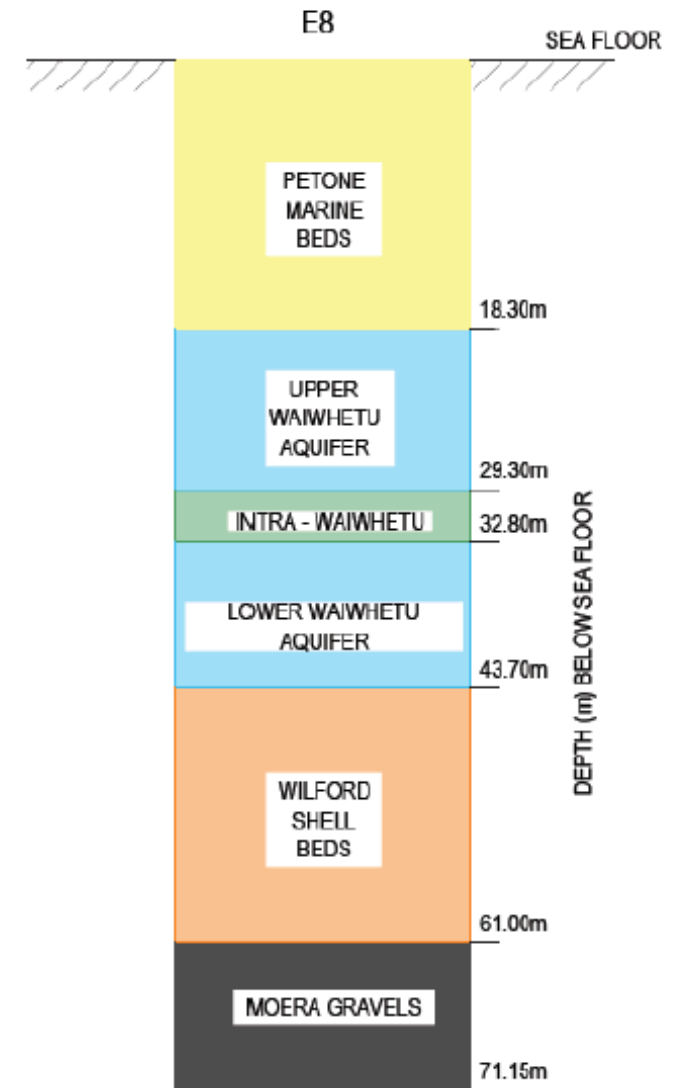 E8
SEA FLOOR
PETONE
MARINE
BEDS
18.30m
UPPER
WAIWHETU
AQUIFER
29.30m
INTRA - WAIWHETU
32.80m
LOWER WAIWHETU
AQUIFER
43.70m
DEPTH (m) BELOW SEA FLOOR
WILFORD
SHELL
BEDS
61.00m
MOERA GRAVELS
71.15m